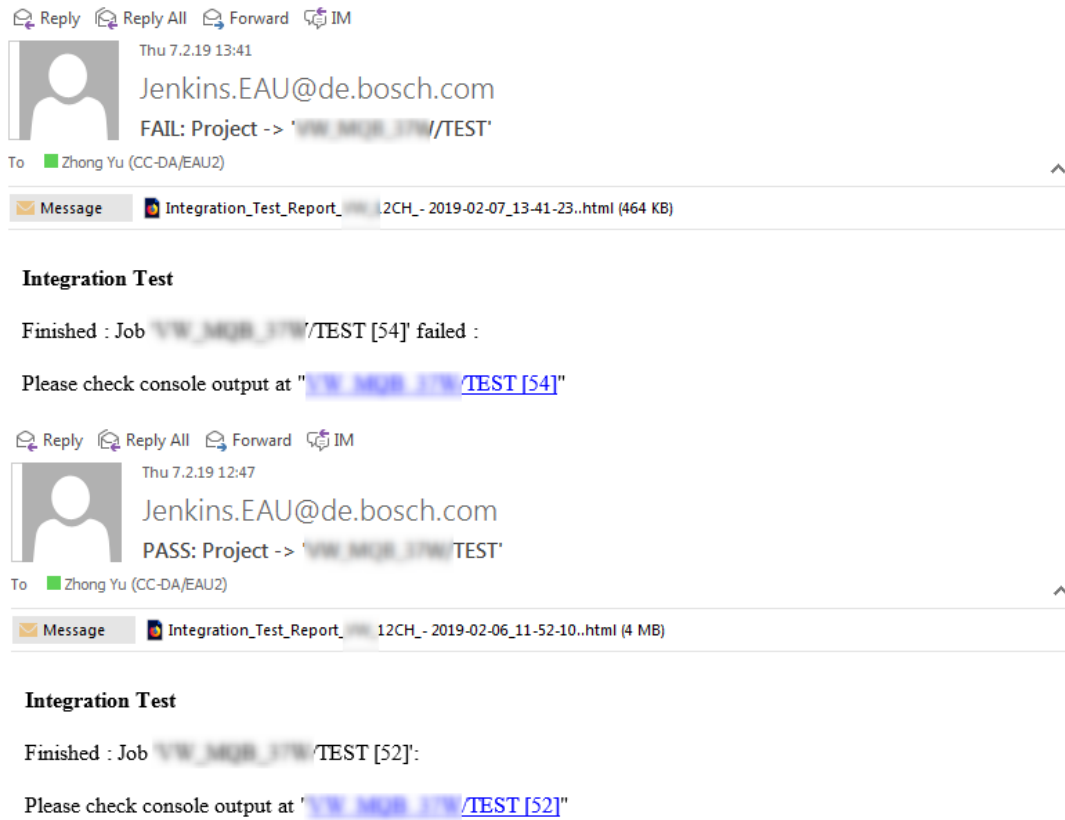 Reply Reply All Forward IM
Thu 7.2.19 13:41
Jenkins.EAU@de.bosch.com
FAIL: Project -> ' /TEST'
To Zhong Yu (CC-DA/EAU2)
Message Integration_Test_Report_ 12CH_- 2019-02-07_13-41-23..html (464 KB)
Integration Test
Finished : Job ' /TEST [54]' failed :
Please check console output at " /TEST [54]"
Reply Reply All Forward IM
Thu 7.2.19 12:47
Jenkins.EAU@de.bosch.com
PASS: Project -> ' TEST'
To Zhong Yu (CC-DA/EAU2)
Message Integration_Test_Report_ 12CH_- 2019-02-06_11-52-10..html (4 MB)
Integration Test
Finished : Job ' /TEST [52]':
Please check console output at ' /TEST [52]"